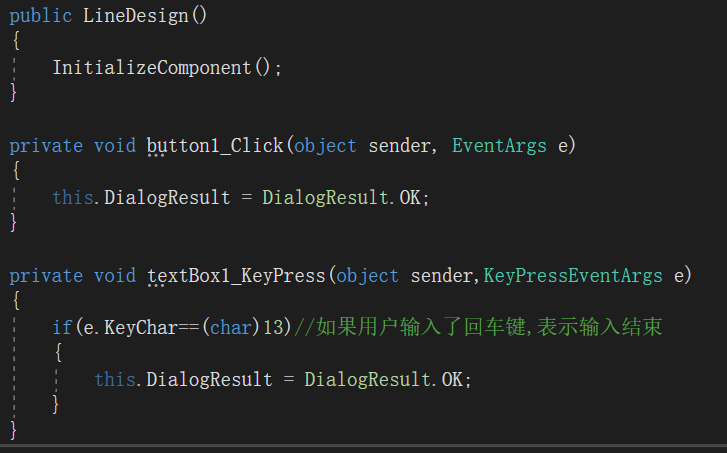 public LineDesign()
{
InitializeComponent();
}
private void button1_Click(object sender, EventArgs e)
{
this.DialogResult = DialogResult.OK;
}
private void textBox1_KeyPress(object sender,KeyPressEventArgs e)
{
if(e.KeyChar==(char)13)//如果用户输入了回车键,表示输入结束
{
this.DialogResult = DialogResult.OK;
}
}